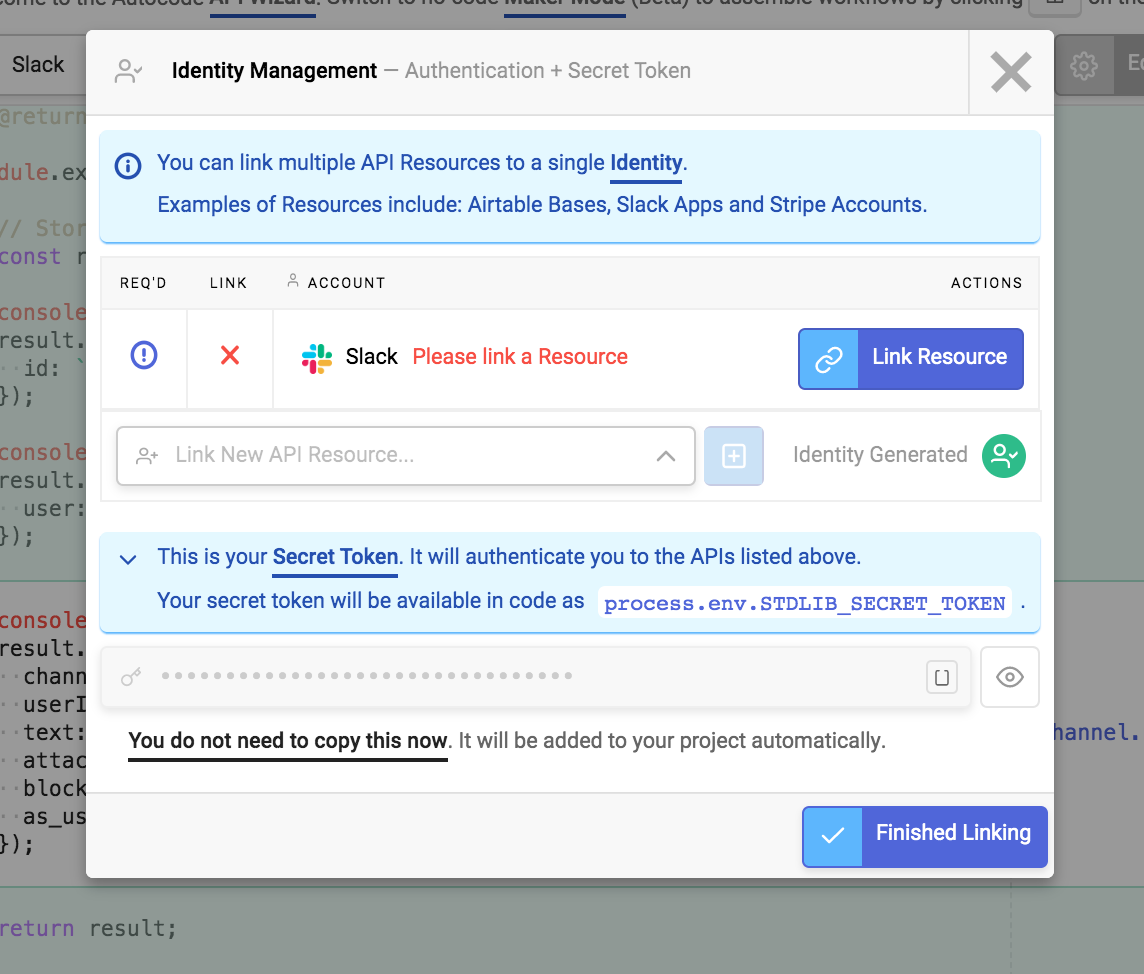 come to the Autocode API Wizard. Switch to no-code Maker Mode (Beta) to assemble workflows by clicking on the
Slack
Identity Management — Authentication + Secret Token
@return
dule.ex
// Stor
const r
console
result.
id: `
});
console
result.
user:
});
console
result.
chann
userI
text:
attac
block
as_us
});
return result;
hannel.
You can link multiple API Resources to a single Identity.
Examples of Resources include: Airtable Bases, Slack Apps and Stripe Accounts.
REQ'D LINK ACCOUNT ACTIONS
Slack Please link a Resource Link Resource
Link New API Resource... Identity Generated
This is your Secret Token. It will authenticate you to the APIs listed above.
Your secret token will be available in code as process.env.STDLIB_SECRET_TOKEN .
You do not need to copy this now. It will be added to your project automatically.
Finished Linking